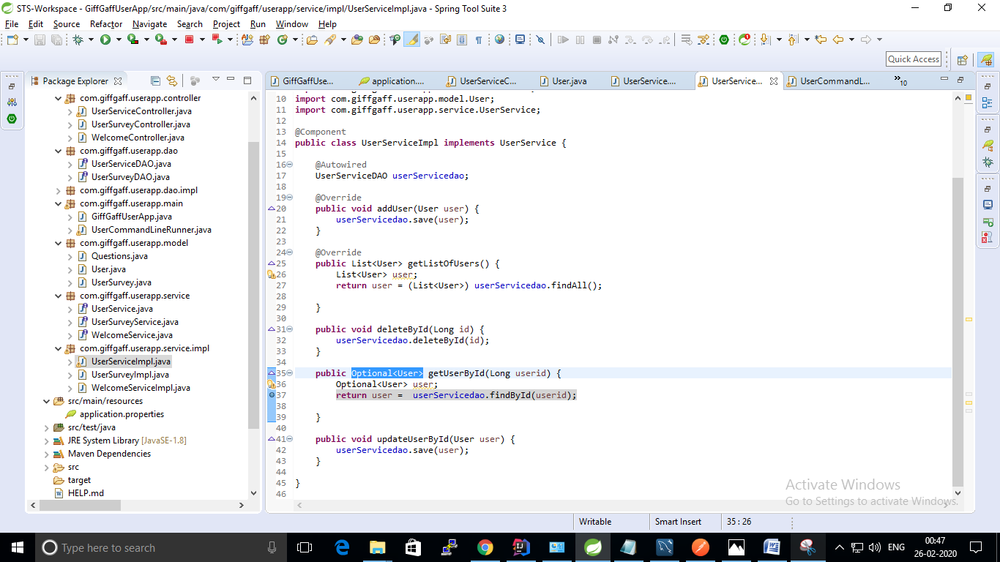 STS-Workspace - GiffGaffUserApp/src/main/java/com/giffgaff/userapp/service/impl/UserServiceImpl.java - Spring Tool Suite 3
File Edit Source Refactor Navigate Search Project Run Window Help
Quick Access
Package Explorer
GiffGaffUse...
application....
UserServiceC...
User.java
UserService....
UserService...
UserCommandL...
»10
com.giffgaff.userapp.controller
UserServiceController.java
UserSurveyController.java
WelcomeController.java
com.giffgaff.userapp.dao
UserServiceDAO.java
UserSurveyDAO.java
com.giffgaff.userapp.dao.impl
com.giffgaff.userapp.main
GiffGaffUserApp.java
UserCommandLineRunner.java
com.giffgaff.userapp.model
Questions.java
User.java
UserSurvey.java
com.giffgaff.userapp.service
UserService.java
UserSurveyService.java
WelcomeService.java
com.giffgaff.userapp.service.impl
UserServiceImpl.java
UserSurveyImpl.java
WelcomeServiceImpl.java
src/main/resources
application.properties
src/test/java
JRE System Library [JavaSE-1.8]
Maven Dependencies
src
target
HELP.md
10 import com.giffgaff.userapp.model.User;
11 import com.giffgaff.userapp.service.UserService;
12
13 @Component
14 public class UserServiceImpl implements UserService {
15
16 @Autowired
17 UserServiceDAO userServicedao;
18
19 @Override
20 public void addUser(User user) {
21 userServicedao.save(user);
22 }
23
24 @Override
25 public List<User> getListOfUsers() {
26 List<User> user;
27 return user = (List<User>) userServicedao.findAll();
28
29 }
30
31 public void deleteById(Long id) {
32 userServicedao.deleteById(id);
33 }
34
35 public Optional<User> getUserById(Long userid) {
36 Optional<User> user;
37 return user = userServicedao.findById(userid);
38
39 }
40
41 public void updateUserById(User user) {
42 userServicedao.save(user);
43 }
44
45 }
46
Activate Windows
Go to Settings to activate Windows.
Writable
Smart Insert
35 : 26
Type here to search
ENG
00:47
26-02-2020